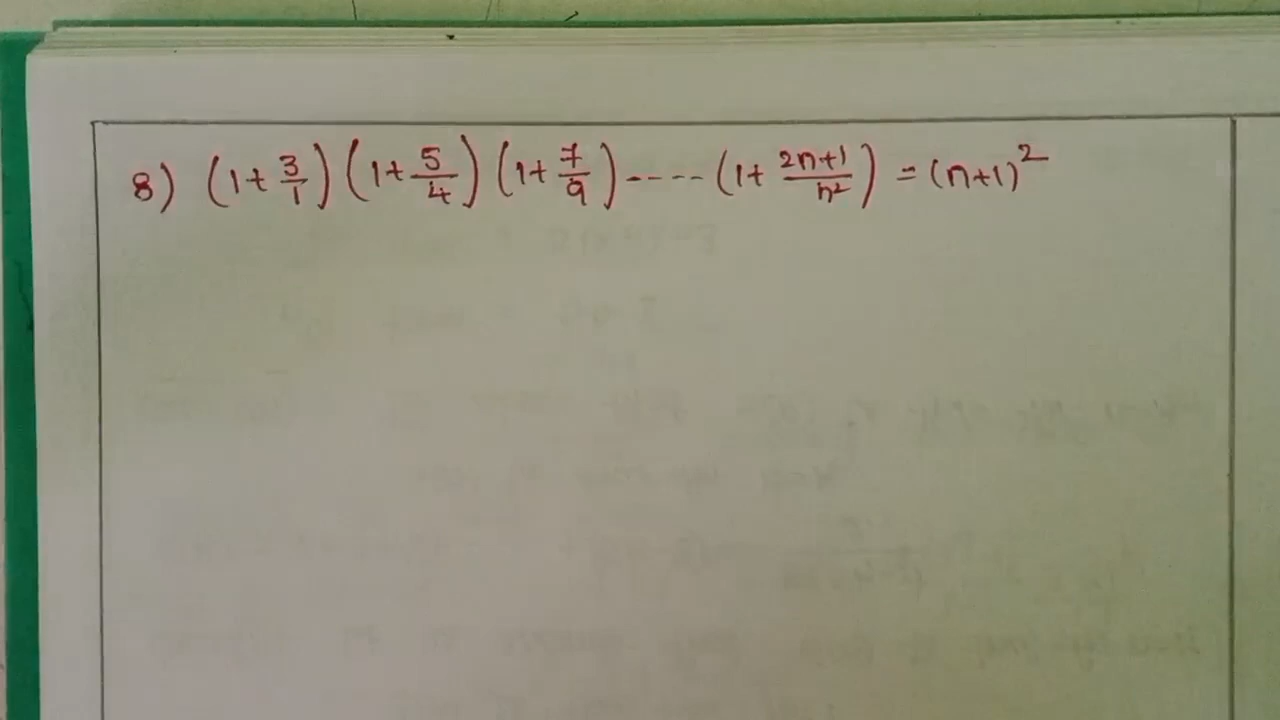 8) (1+3/1)(1+5/4)(1+7/9)-----(1+ 2n+1/n²) = (n+1)²